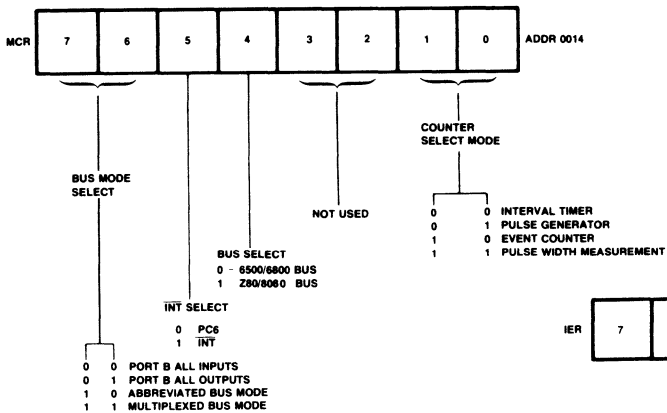 MCR 7 6 5 4 3 2 1 0 ADDR 0014
COUNTER
SELECT MODE
BUS MODE
SELECT
NOT USED
0 0 INTERVAL TIMER
0 1 PULSE GENERATOR
1 0 EVENT COUNTER
1 1 PULSE WIDTH MEASUREMENT
BUS SELECT
0 - 6500/6800 BUS
1 Z80/8080 BUS
INT SELECT
0 PC6
1 INT
IER 7
0 0 PORT B ALL INPUTS
0 1 PORT B ALL OUTPUTS
1 0 ABBREVIATED BUS MODE
1 1 MULTIPLEXED BUS MODE